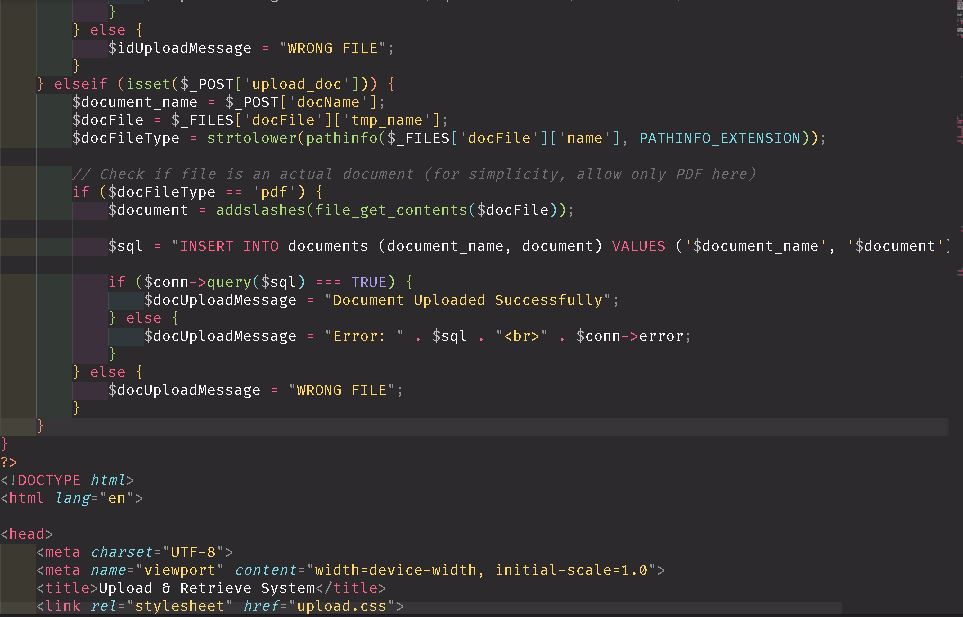 }
} else {
$idUploadMessage = "WRONG FILE";
}
} elseif (isset($_POST['upload_doc'])) {
$document_name = $_POST['docName'];
$docFile = $_FILES['docFile']['tmp_name'];
$docFileType = strtolower(pathinfo($_FILES['docFile']['name'], PATHINFO_EXTENSION));
// Check if file is an actual document (for simplicity, allow only PDF here)
if ($docFileType == 'pdf') {
$document = addslashes(file_get_contents($docFile));
$sql = "INSERT INTO documents (document_name, document) VALUES ('$document_name', '$document')
if ($conn->query($sql) === TRUE) {
$docUploadMessage = "Document Uploaded Successfully";
} else {
$docUploadMessage = "Error: " . $sql . "<br>" . $conn->error;
}
} else {
$docUploadMessage = "WRONG FILE";
}
}
}
?>
<!DOCTYPE html>
<html lang="en">
<head>
<meta charset="UTF-8">
<meta name="viewport" content="width=device-width, initial-scale=1.0">
<title>Upload & Retrieve System</title>
<link rel="stylesheet" href="upload.css">